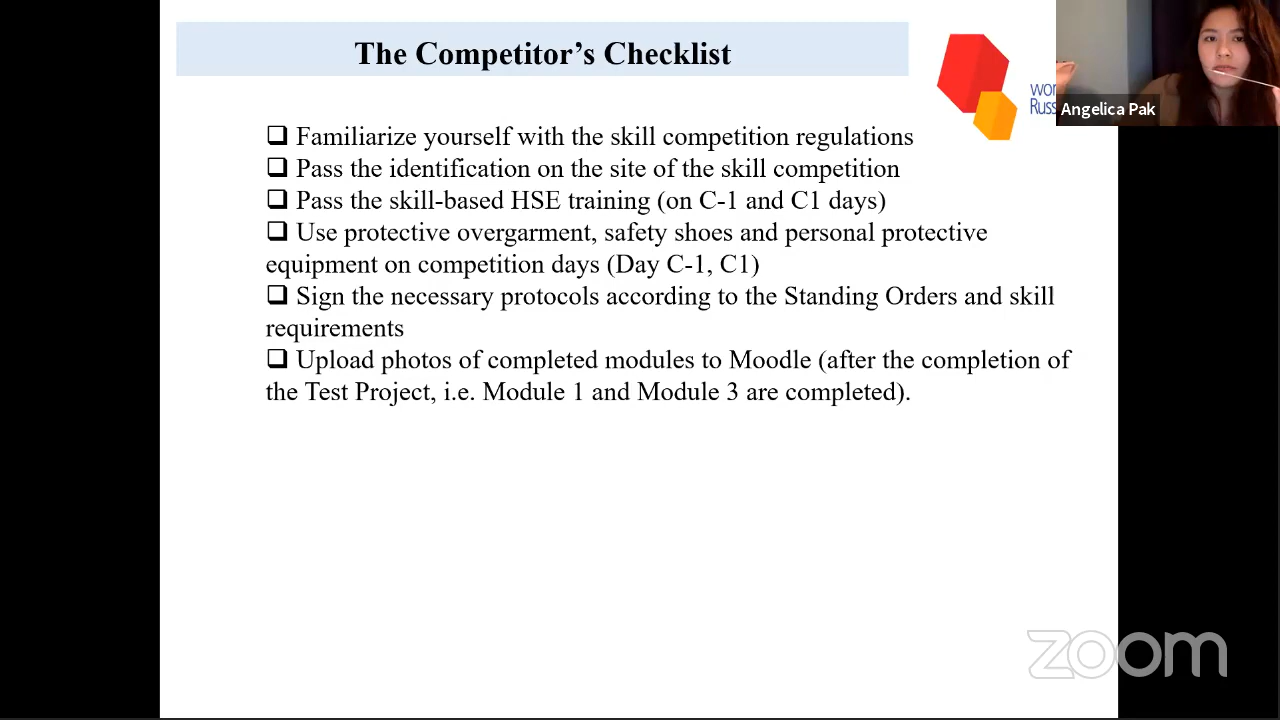 The Competitor’s Checklist
Angelica Pak
❑ Familiarize yourself with the skill competition regulations
❑ Pass the identification on the site of the skill competition
❑ Pass the skill-based HSE training (on C-1 and C1 days)
❑ Use protective overgarment, safety shoes and personal protective
equipment on competition days (Day C-1, C1)
❑ Sign the necessary protocols according to the Standing Orders and skill
requirements
❑ Upload photos of completed modules to Moodle (after the completion of
the Test Project, i.e. Module 1 and Module 3 are completed).
zoom